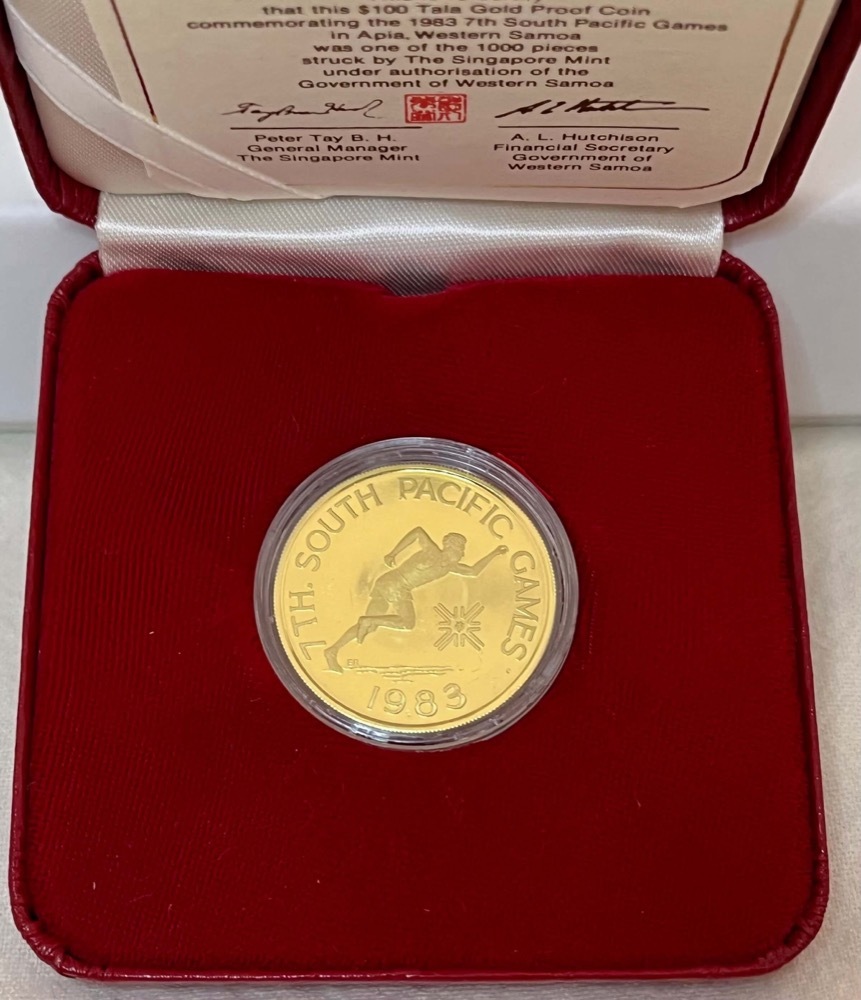 that this $100 Tala Gold Proof Coin
commemorating the 1983 7th South Pacific Games
in Apia, Western Samoa
was one of the 1000 pieces
struck by The Singapore Mint
under authorisation of the
Government of Western Samoa
Peter Tay B. H.
General Manager
The Singapore Mint
A. L. Hutchison
Financial Secretary
Government of
Western Samoa
7TH. SOUTH PACIFIC GAMES.
1983